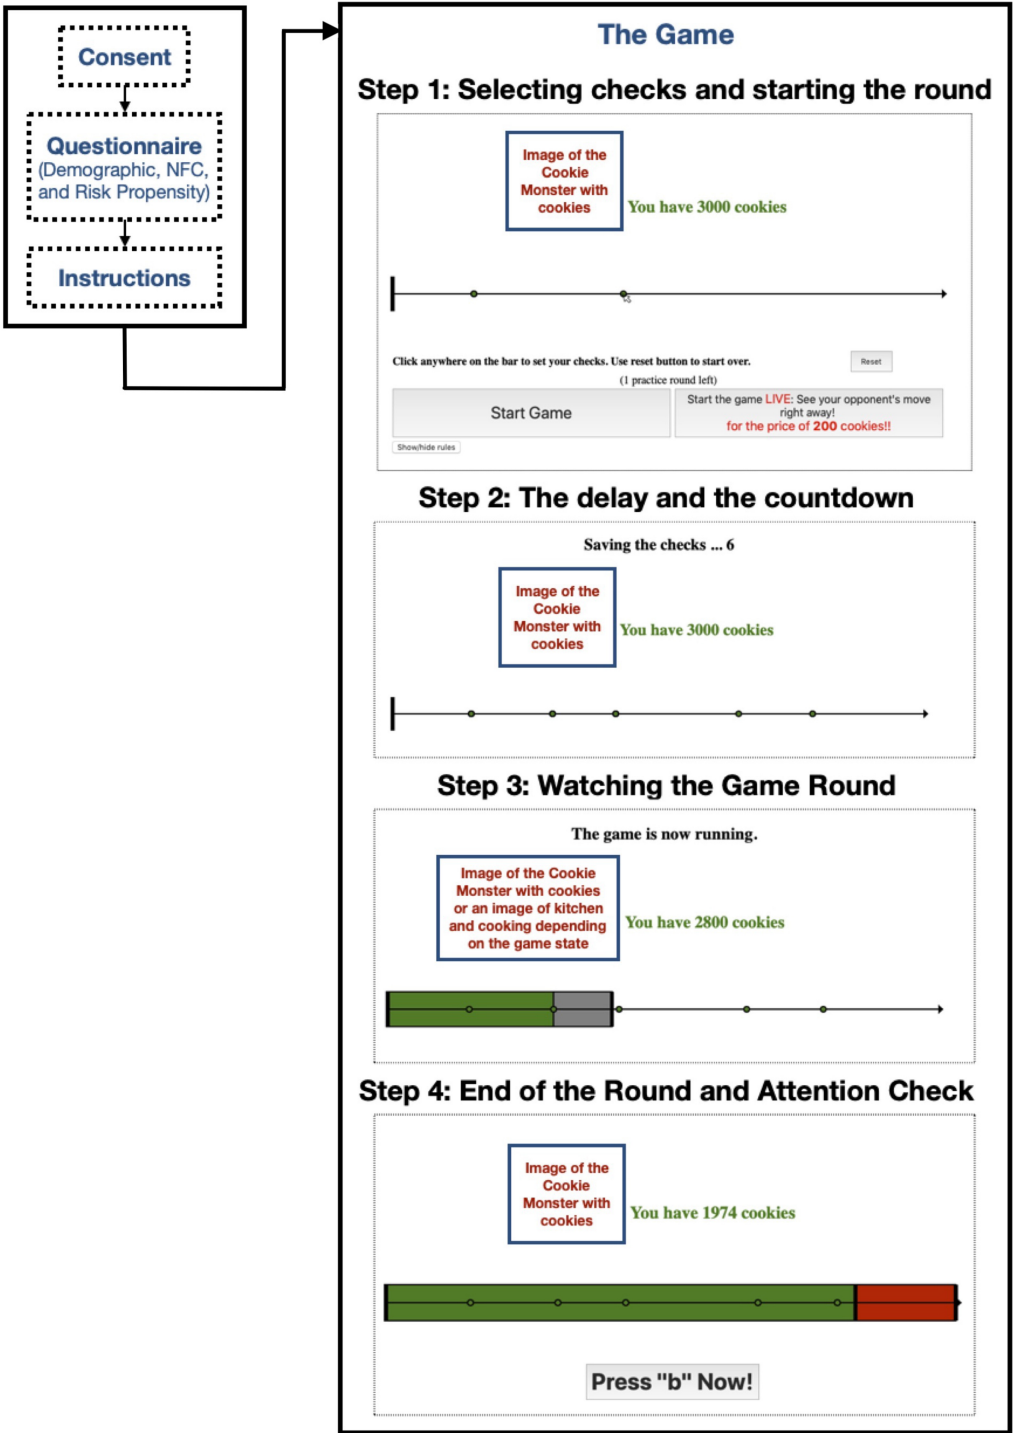 Consent
Questionnaire
(Demographic, NFC,
and Risk Propensity)
Instructions
The Game
Step 1: Selecting checks and starting the round
Image of the
Cookie
Monster with
cookies
You have 3000 cookies
Click anywhere on the bar to set your checks. Use reset button to start over.
Reset
(1 practice round left)
Start Game
Start the game LIVE: See your opponent's move
right away!
for the price of 200 cookies!!
Show/hide rules
Step 2: The delay and the countdown
Saving the checks ... 6
Image of the
Cookie
Monster with
cookies
You have 3000 cookies
Step 3: Watching the Game Round
The game is now running.
Image of the Cookie
Monster with cookies
or an image of kitchen
and cooking depending
on the game state
You have 2800 cookies
Step 4: End of the Round and Attention Check
Image of the
Cookie
Monster with
cookies
You have 1974 cookies
Press "b" Now!